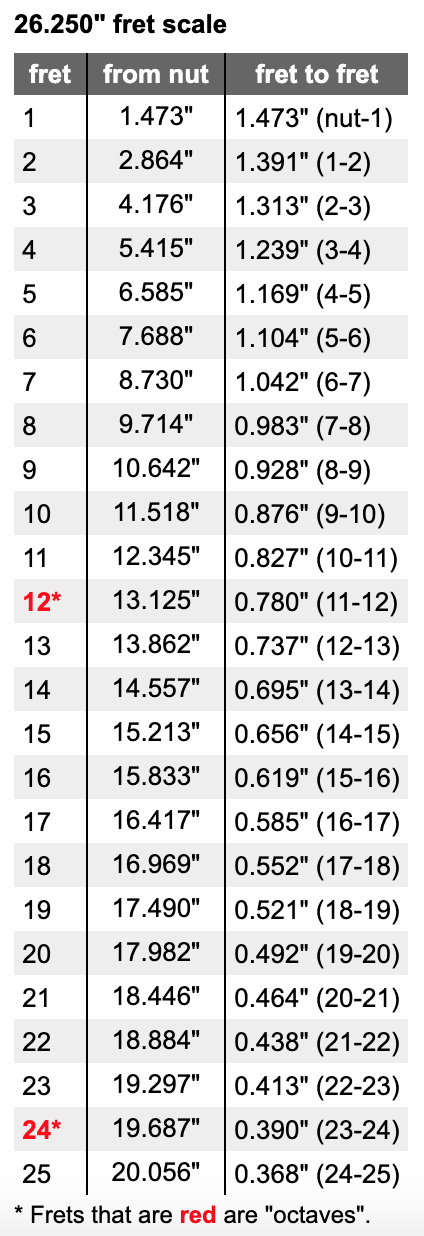 26.250" fret scale
fret from nut fret to fret
1 1.473" 1.473" (nut-1)
2 2.864" 1.391" (1-2)
3 4.176" 1.313" (2-3)
4 5.415" 1.239" (3-4)
5 6.585" 1.169" (4-5)
6 7.688" 1.104" (5-6)
7 8.730" 1.042" (6-7)
8 9.714" 0.983" (7-8)
9 10.642" 0.928" (8-9)
10 11.518" 0.876" (9-10)
11 12.345" 0.827" (10-11)
12* 13.125" 0.780" (11-12)
13 13.862" 0.737" (12-13)
14 14.557" 0.695" (13-14)
15 15.213" 0.656" (14-15)
16 15.833" 0.619" (15-16)
17 16.417" 0.585" (16-17)
18 16.969" 0.552" (17-18)
19 17.490" 0.521" (18-19)
20 17.982" 0.492" (19-20)
21 18.446" 0.464" (20-21)
22 18.884" 0.438" (21-22)
23 19.297" 0.413" (22-23)
24* 19.687" 0.390" (23-24)
25 20.056" 0.368" (24-25)
* Frets that are red are "octaves".